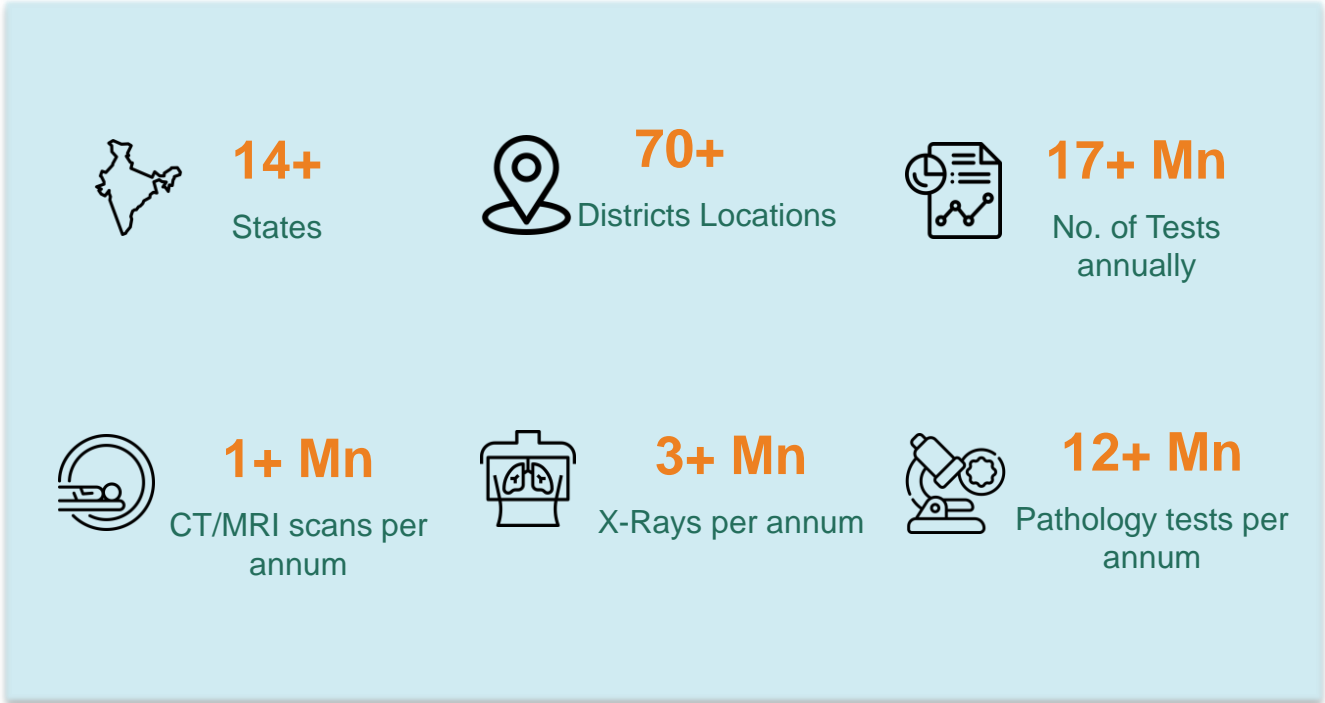 14+
States
70+
Districts Locations
17+ Mn
No. of Tests
annually
1+ Mn
CT/MRI scans per
annum
3+ Mn
X-Rays per annum
12+ Mn
Pathology tests per
annum